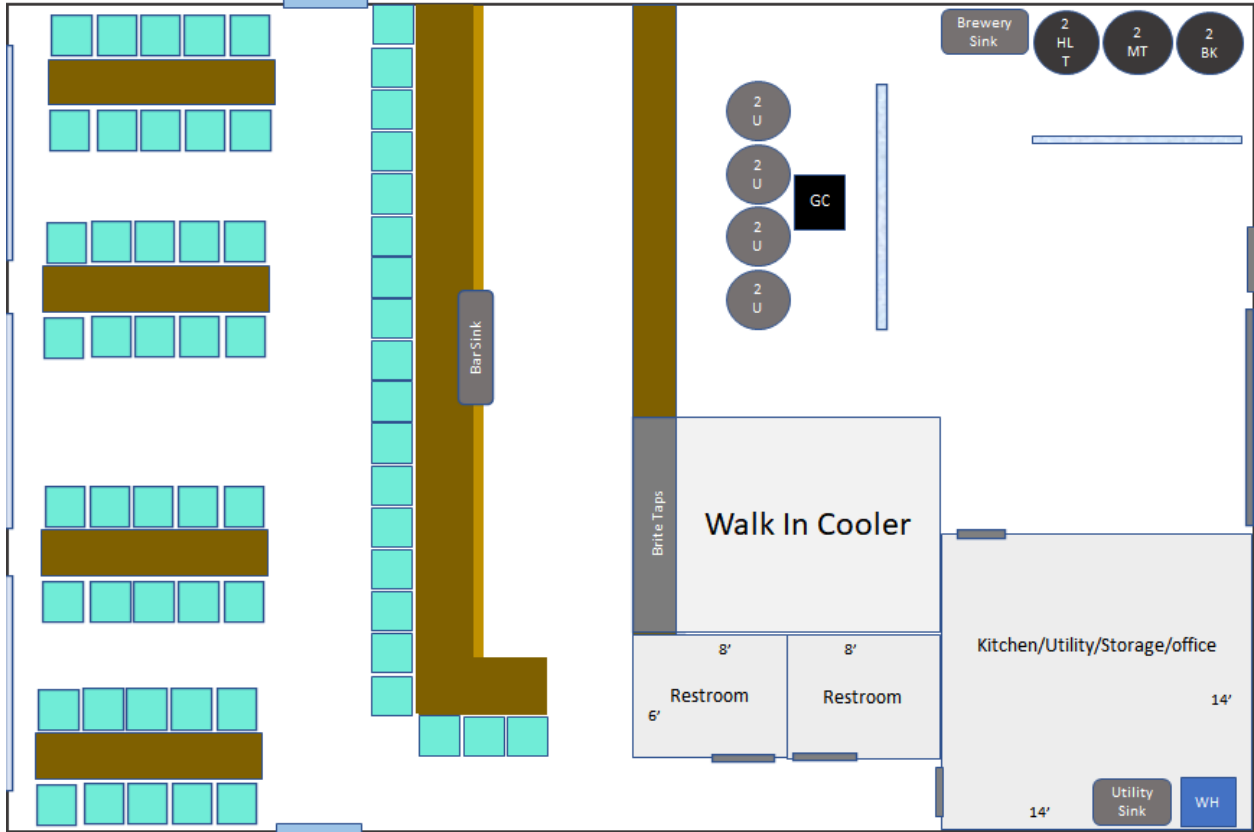 Brewery
Sink
2
HL
T
2
MT
2
BK
2
U
2
U
2
U
2
U
GC
Bar Sink
Brite Taps
Walk In Cooler
8’
8’
Restroom
Restroom
6’
Kitchen/Utility/Storage/office
14’
14’
Utility
Sink
WH